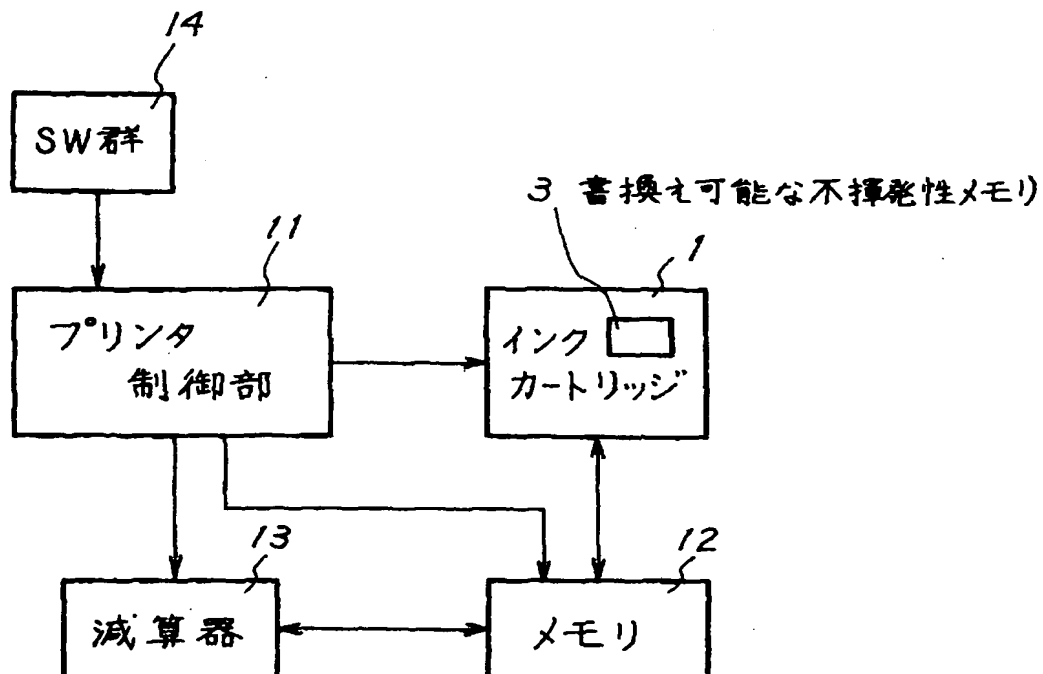 14
SW群
3 書換え可能な不揮発性メモリ
11
1
プリンタ
制御部
インク
カートリッジ
13
12
減算器
メモリ